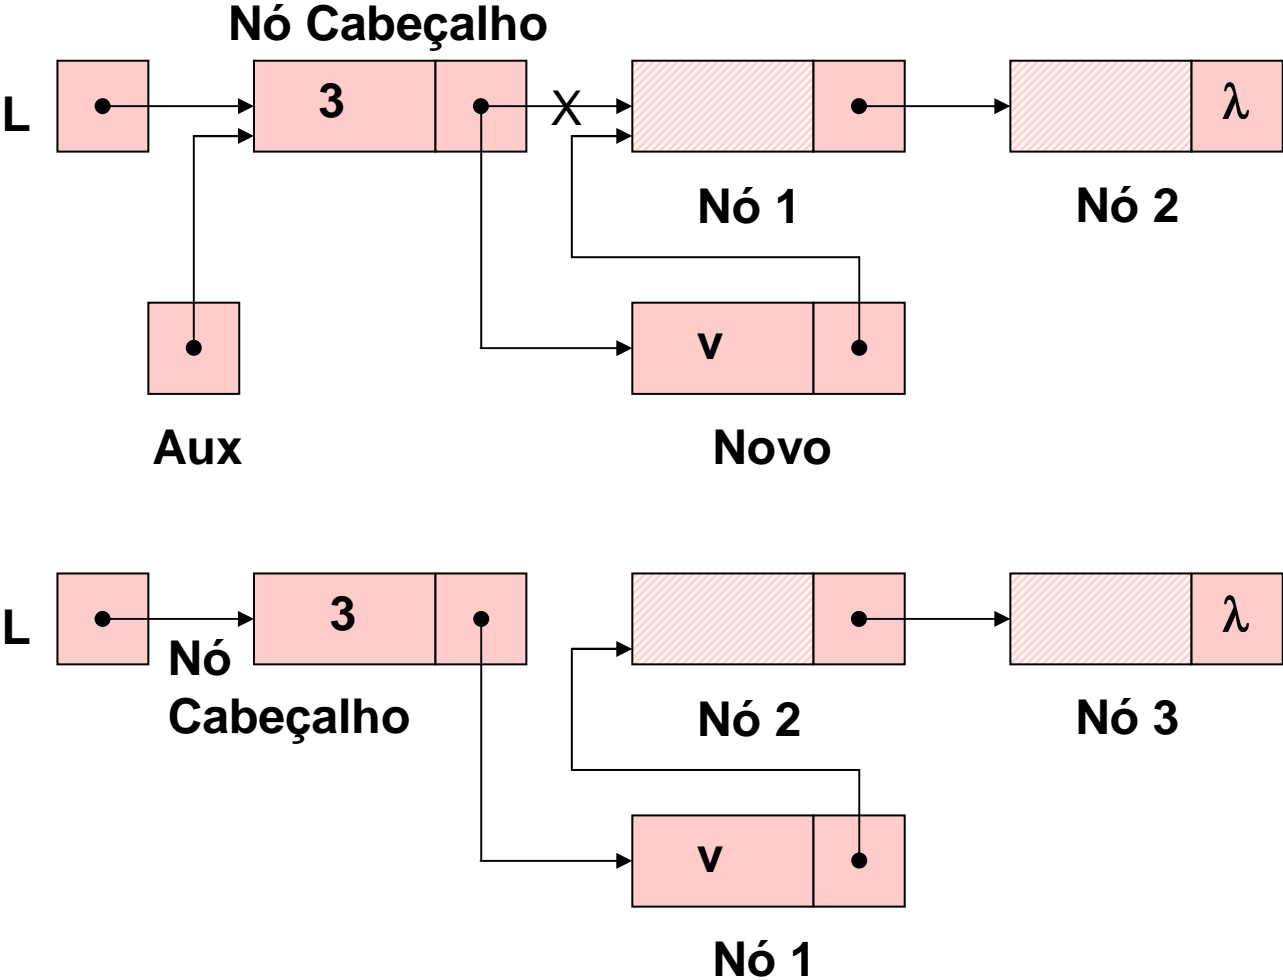 Nó Cabeçalho
L
3
X
λ
Nó 1
Nó 2
v
Aux
Novo
L
3
λ
Nó
Cabeçalho
Nó 2
Nó 3
v
Nó 1